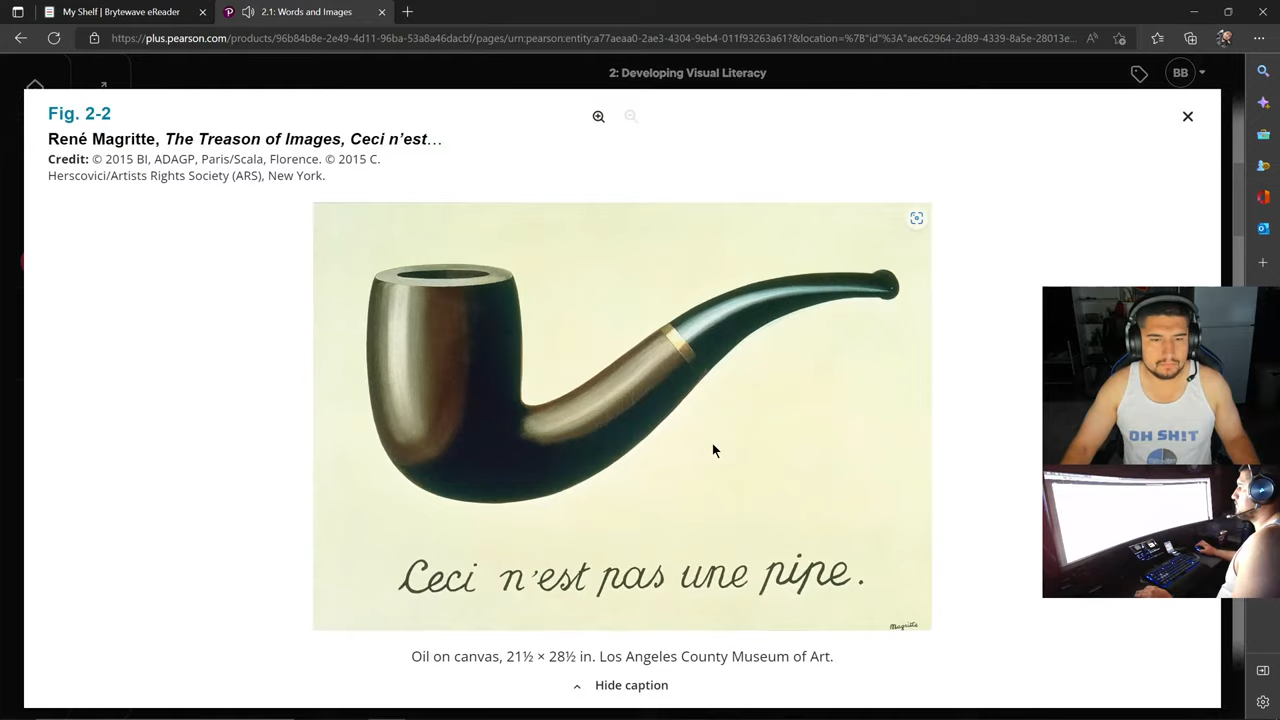 My Shelf | Brytewave eReader
2.1: Words and Images
https://plus.pearson.com/products/96b84b8e-2e49-4d11-96ba-53a8a46dacbf/pages/urn:pearson:entity:a77aeaa0-2ae3-4304-9eb4-011f93263a61?&location=%7B"id"%3A"aec62964-2d89-4339-8a5e-28013e...
2: Developing Visual Literacy
BB
Fig. 2-2
René Magritte, The Treason of Images, Ceci n’est…
Credit: © 2015 BI, ADAGP, Paris/Scala, Florence. © 2015 C.
Herscovici/Artists Rights Society (ARS), New York.
Ceci n'est pas une pipe.
Magritte
Oil on canvas, 21½ × 28½ in. Los Angeles County Museum of Art.
Hide caption
OH SH!T